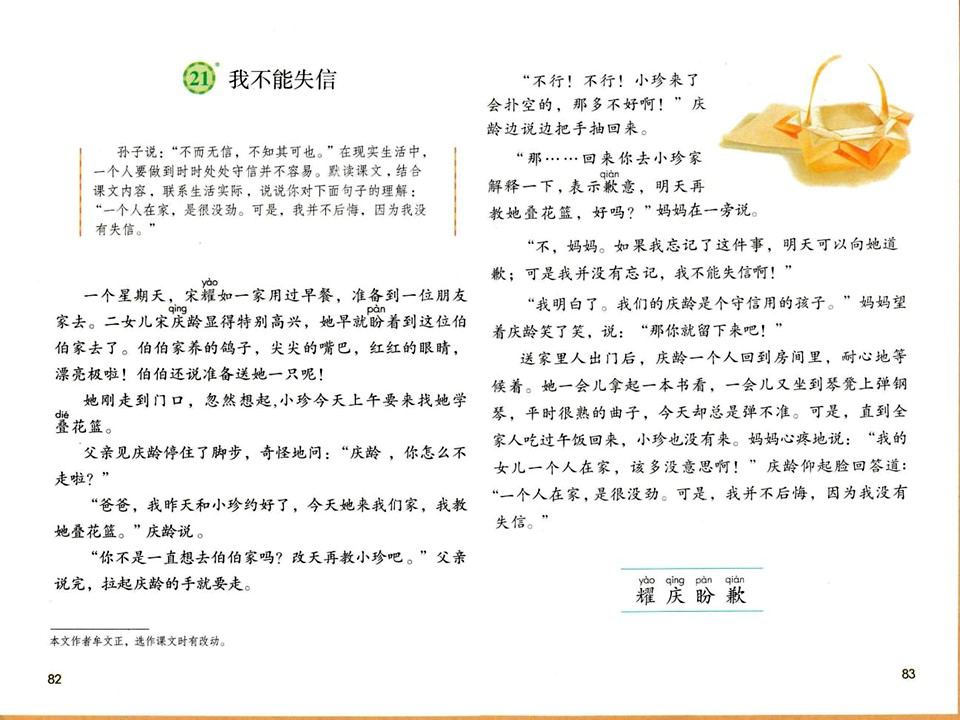 21 我不能失信
孙子说：“不而无信，不知其可也。”在现实生活中，
一个人要做到时时处处守信并不容易。默读课文，结合
课文内容，联系生活实际，说说你对下面句子的理解：
“一个人在家，是很没劲。可是，我并不后悔，因为我没
有失信。”
yào
一个星期天，宋耀如一家用过早餐，准备到一位朋友
qìng pàn
家去。二女儿宋庆龄显得特别高兴，她早就盼着到这位伯
伯家去了。伯伯家养的鸽子，尖尖的嘴巴，红红的眼睛，
漂亮极啦！伯伯还说准备送她一只呢！
她刚走到门口，忽然想起，小珍今天上午要来找她学
dié
叠花篮。
父亲见庆龄停住了脚步，奇怪地问：“庆龄，你怎么不
走啦？”
“爸爸，我昨天和小珍约好了，今天她来我们家，我教
她叠花篮。”庆龄说。
“你不是一直想去伯伯家吗？改天再教小珍吧。”父亲
说完，拉起庆龄的手就要走。
本文作者牟文正，选作课文时有改动。
82
“不行！不行！小珍来了
会扑空的，那多不好啊！”庆
龄边说边把手抽回来。
“那……回来你去小珍家
qiàn
解释一下，表示歉意，明天再
教她叠花篮，好吗？”妈妈在一旁说。
“不，妈妈。如果我忘记了这件事，明天可以向她道
歉；可是我并没有忘记，我不能失信啊！”
“我明白了。我们的庆龄是个守信用的孩子。”妈妈望
着庆龄笑了笑，说：“那你就留下来吧！”
送家里人出门后，庆龄一个人回到房间里，耐心地等
候着。她一会儿拿起一本书看，一会儿又坐到琴凳上弹钢
琴，平时很熟的曲子，今天却总是弹不准。可是，直到全
家人吃过午饭回来，小珍也没有来。妈妈心疼地说：“我的
女儿一个人在家，该多没意思啊！”庆龄仰起脸回答道：
“一个人在家，是很没劲。可是，我并不后悔，因为我没有
失信。”
yào qìng pàn qiàn
耀 庆 盼 歉
83